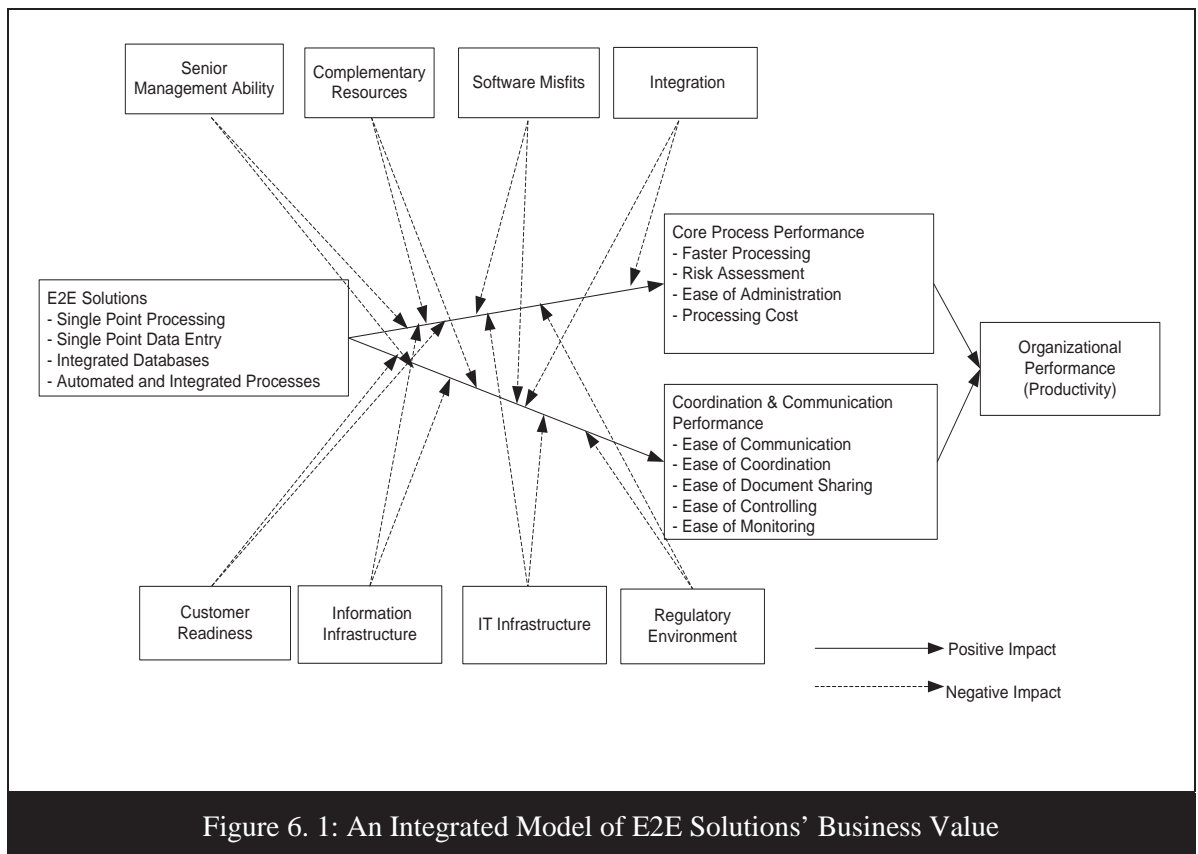 Senior
Management Ability
Complementary
Resources
Software Misfits
Integration
Core Process Performance
- Faster Processing
- Risk Assessment
- Ease of Administration
- Processing Cost
E2E Solutions
- Single Point Processing
- Single Point Data Entry
- Integrated Databases
- Automated and Integrated Processes
Organizational
Performance
(Productivity)
Coordination & Communication
Performance
- Ease of Communication
- Ease of Coordination
- Ease of Document Sharing
- Ease of Controlling
- Ease of Monitoring
Customer
Readiness
Information
Infrastructure
IT Infrastructure
Regulatory
Environment
Positive Impact
Negative Impact
Figure 6. 1: An Integrated Model of E2E Solutions’ Business Value